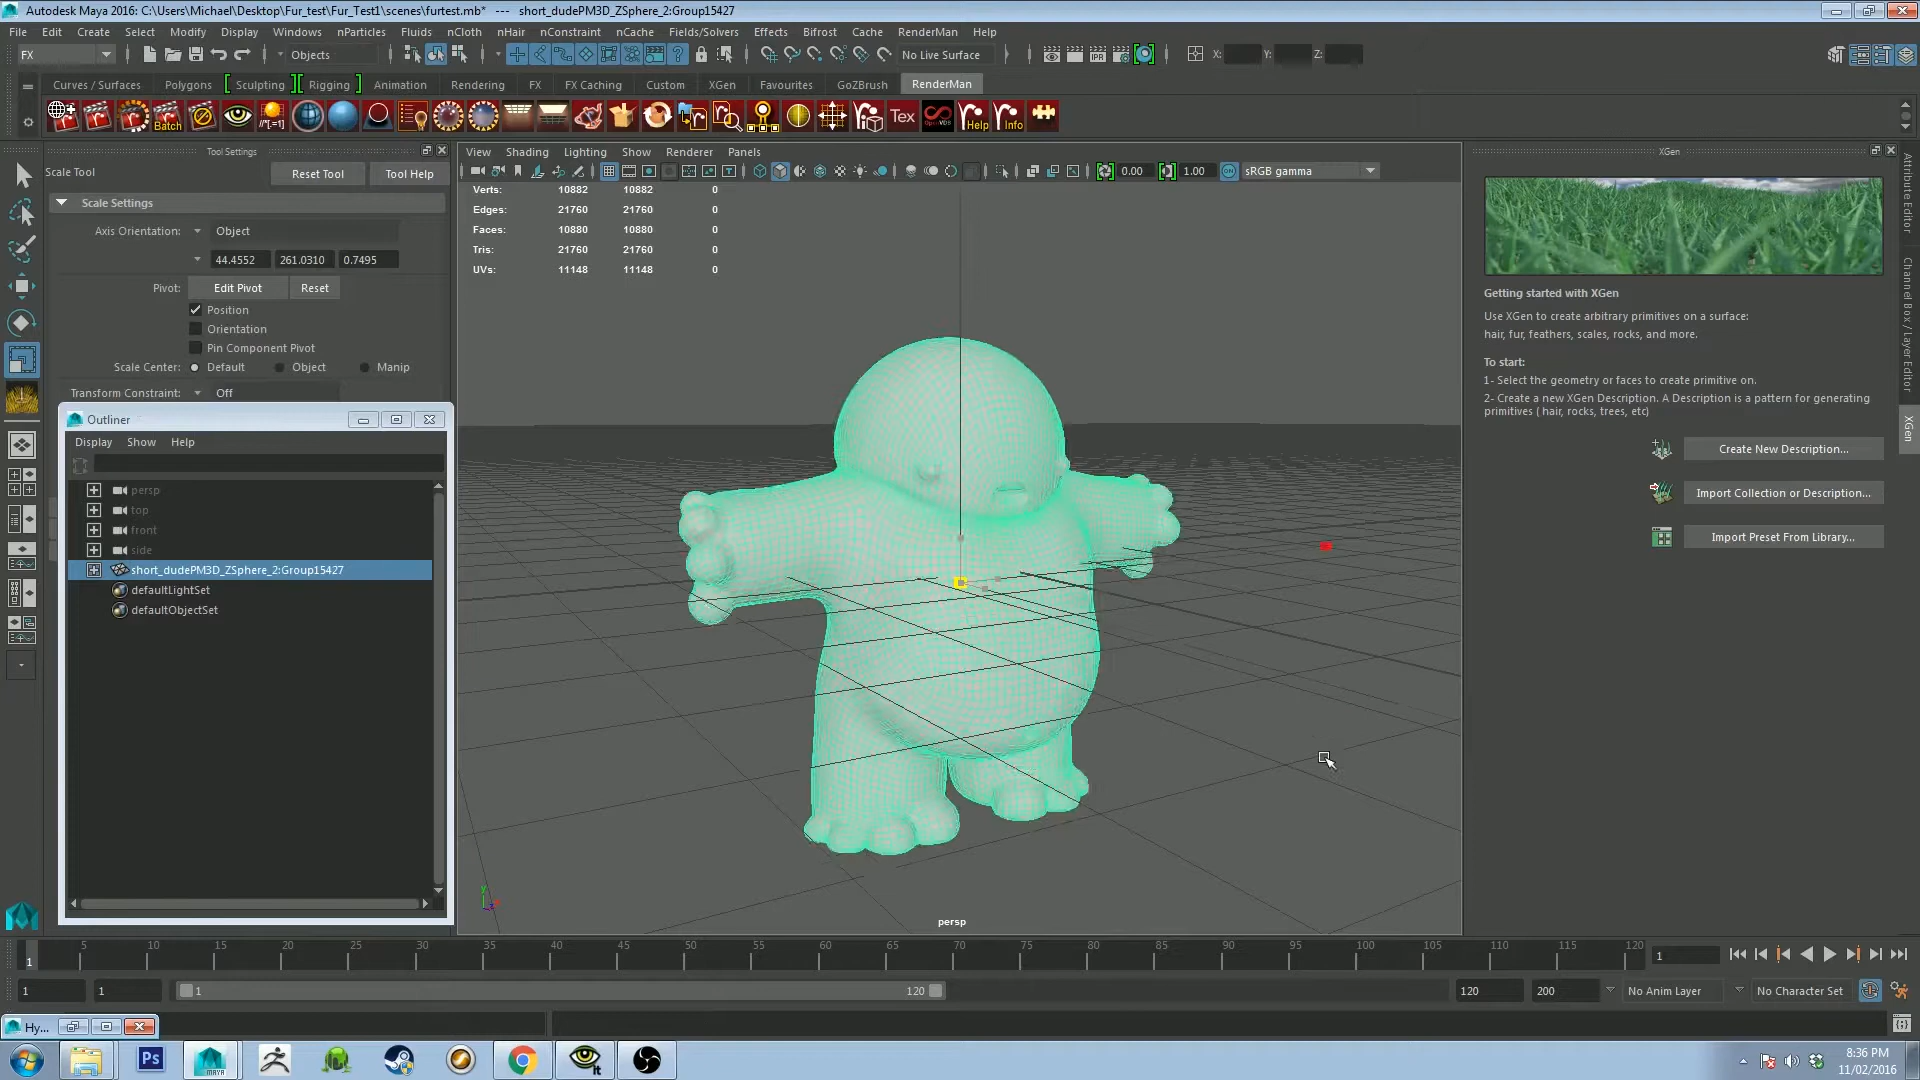 Autodesk Maya 2016: C:\Users\Michael\Desktop\Fur_test\Fur_Test1\scenes\furtest.mb* --- short_dudePM3D_ZSphere_2:Group15427
File Edit Create Select Modify Display Windows nParticles Fluids nCloth nHair nConstraint nCache Fields/Solvers Effects Bifrost Cache RenderMan Help
FX Objects No Live Surface X: Y: Z:
Curves / Surfaces Polygons Sculpting Rigging Animation Rendering FX FX Caching Custom XGen Favourites GoZBrush RenderMan
Batch //*[=1] Tex Help Info
Tool Settings
Scale Tool Reset Tool Tool Help
Scale Settings
Axis Orientation: Object
44.4552 261.0310 0.7495
Pivot: Edit Pivot Reset
Position
Orientation
Pin Component Pivot
Scale Center: Default Object Manip
Transform Constraint: Off
Outliner
Display Show Help
persp
top
front
side
short_dudePM3D_ZSphere_2:Group15427
defaultLightSet
defaultObjectSet
View Shading Lighting Show Renderer Panels
0.00 1.00 sRGB gamma
Verts: 10882 10882 0
Edges: 21760 21760 0
Faces: 10880 10880 0
Tris: 21760 21760 0
UVs: 11148 11148 0
persp
XGen
Getting started with XGen
Use XGen to create arbitrary primitives on a surface:
hair, fur, feathers, scales, rocks, and more.
To start:
1- Select the geometry or faces to create primitive on.
2- Create a new XGen Description. A Description is a pattern for generating
primitives ( hair, rocks, trees, etc)
Create New Description...
Import Collection or Description...
Import Preset From Library...
Attribute Editor
Channel Box / Layer Editor
XGen
5 10 15 20 25 30 35 40 45 50 55 60 65 70 75 80 85 90 95 100 105 110 115 120
1 1
1 1 1 120 120 200 No Anim Layer No Character Set
Hy...
Ps MAYA it
8:36 PM
11/02/2016